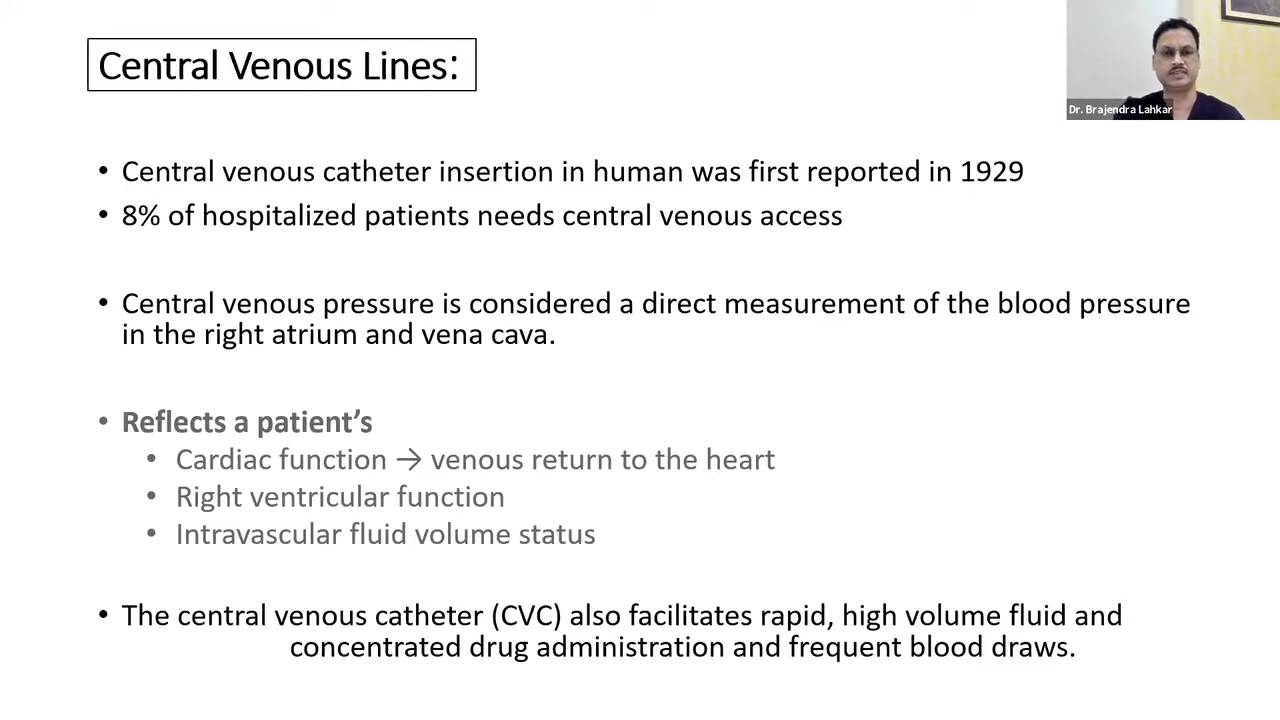 Central Venous Lines:
Dr. Brajendra Lahkar
• Central venous catheter insertion in human was first reported in 1929
• 8% of hospitalized patients needs central venous access
• Central venous pressure is considered a direct measurement of the blood pressure
in the right atrium and vena cava.
• Reflects a patient’s
• Cardiac function → venous return to the heart
• Right ventricular function
• Intravascular fluid volume status
• The central venous catheter (CVC) also facilitates rapid, high volume fluid and
concentrated drug administration and frequent blood draws.